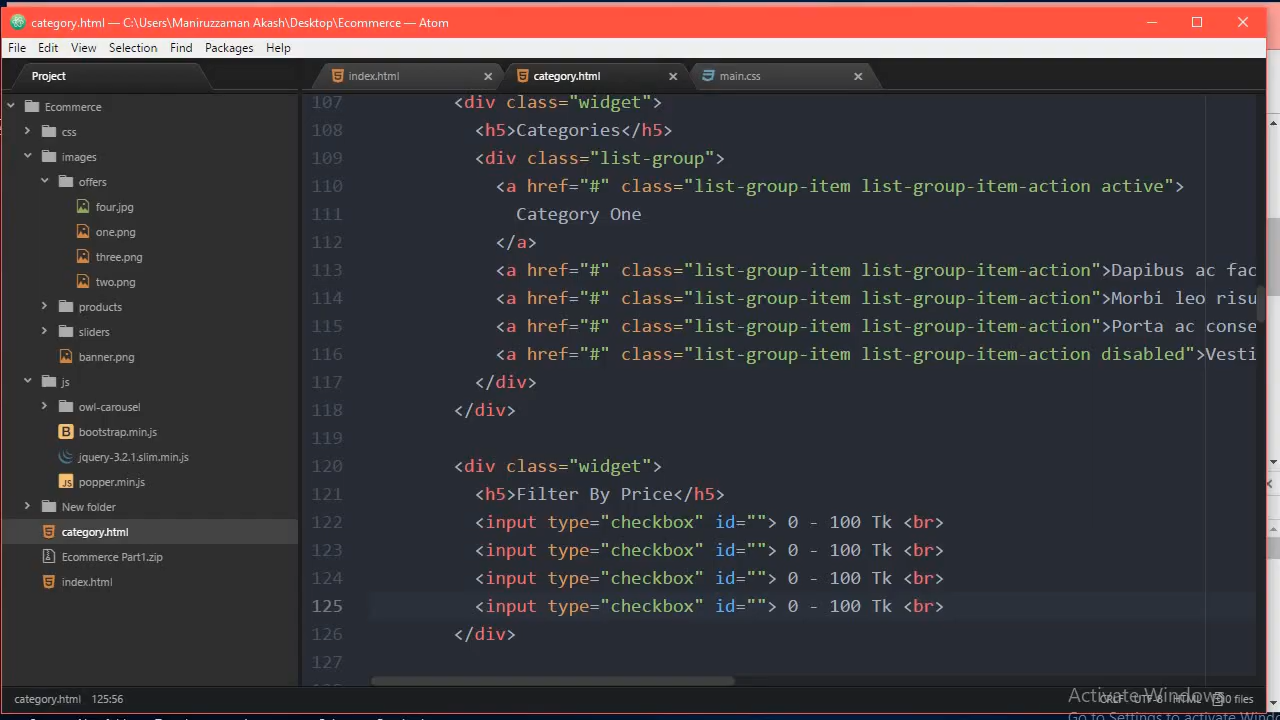 category.html — C:\Users\Maniruzzaman Akash\Desktop\Ecommerce — Atom
File Edit View Selection Find Packages Help
Project
index.html
category.html
main.css
Ecommerce
css
images
offers
four.jpg
one.png
three.png
two.png
products
sliders
banner.png
js
owl-carousel
bootstrap.min.js
jquery-3.2.1.slim.min.js
popper.min.js
New folder
category.html
Ecommerce Part1.zip
index.html
107 <div class="widget">
108 <h5>Categories</h5>
109 <div class="list-group">
110 <a href="#" class="list-group-item list-group-item-action active">
111 Category One
112 </a>
113 <a href="#" class="list-group-item list-group-item-action">Dapibus ac fac
114 <a href="#" class="list-group-item list-group-item-action">Morbi leo risu
115 <a href="#" class="list-group-item list-group-item-action">Porta ac conse
116 <a href="#" class="list-group-item list-group-item-action disabled">Vesti
117 </div>
118 </div>
119
120 <div class="widget">
121 <h5>Filter By Price</h5>
122 <input type="checkbox" id=""> 0 - 100 Tk <br>
123 <input type="checkbox" id=""> 0 - 100 Tk <br>
124 <input type="checkbox" id=""> 0 - 100 Tk <br>
125 <input type="checkbox" id=""> 0 - 100 Tk <br>
126 </div>
127
category.html 125:56
CRLF UTF-8 HTML 0 files
Activate Windows